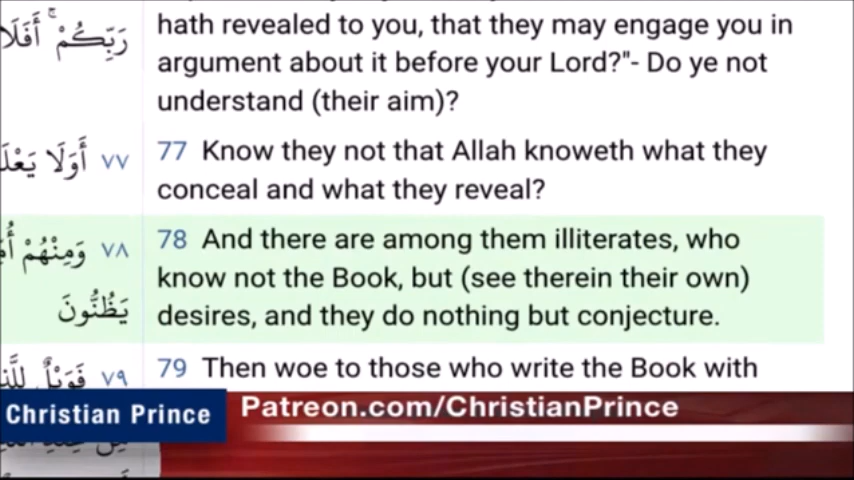 hath revealed to you, that they may engage you in
رَبِّكُمْ ۚ أَفَلَا
argument about it before your Lord?"- Do ye not
understand (their aim)?
٧٧
77 Know they not that Allah knoweth what they
conceal and what they reveal?
٧٨ وَمِنْهُمْ
78 And there are among them illiterates, who
know not the Book, but (see therein their own)
يَظُنُّونَ
desires, and they do nothing but conjecture.
٧٩ فَوَيْلٌ
79 Then woe to those who write the Book with
Christian Prince
Patreon.com/ChristianPrince